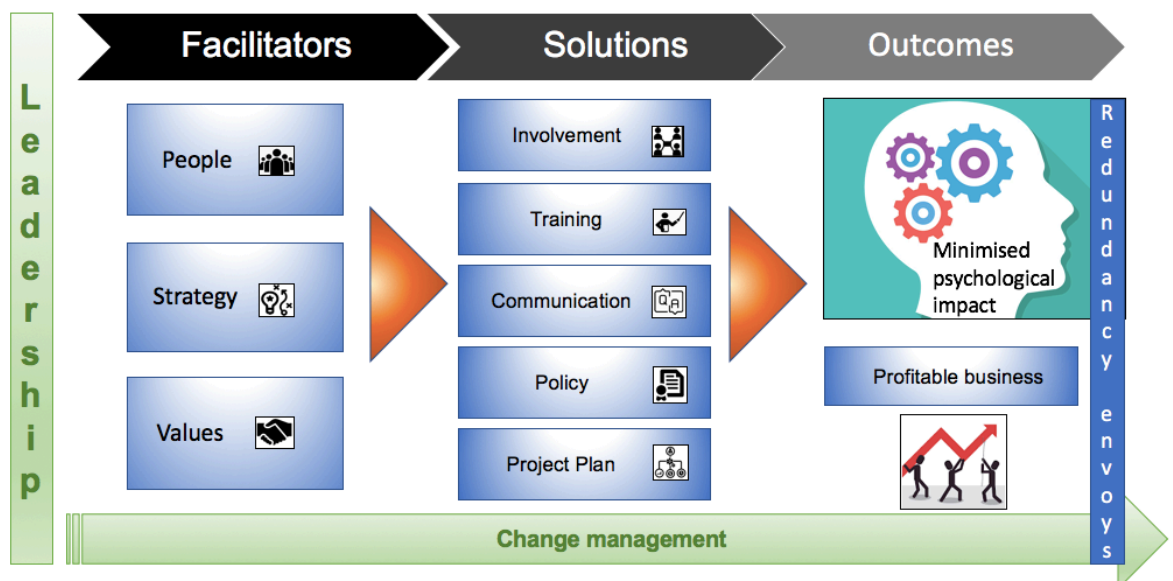 Leadership
Facilitators
Solutions
Outcomes
People
Strategy
Values
Involvement
Training
Communication
Q
A
Policy
Project Plan
Minimised
psychological
impact
Profitable business
Redundancy envoys
Change management